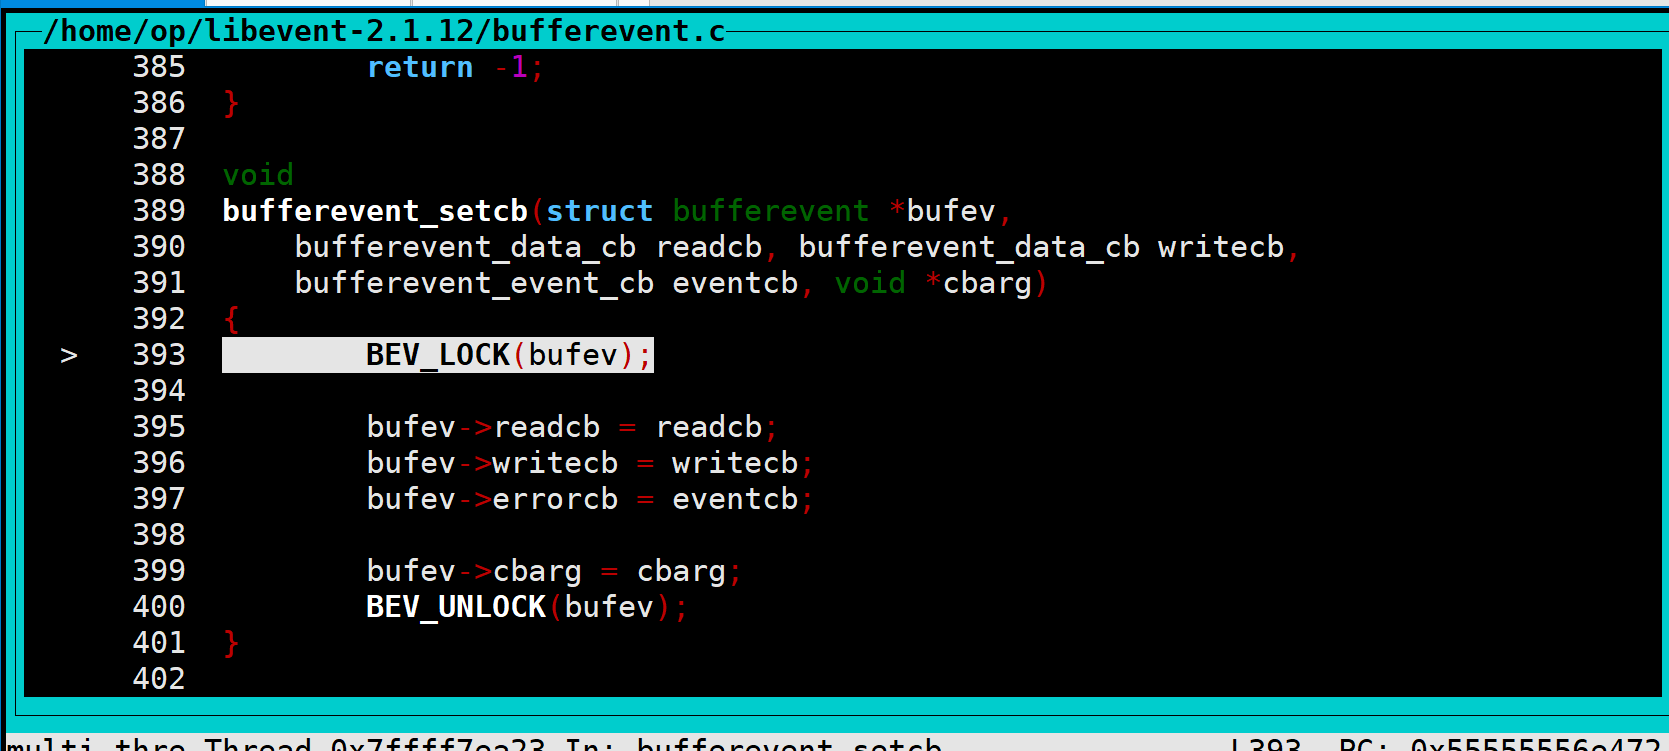 /home/op/libevent-2.1.12/bufferevent.c
385 return -1;
386 }
387
388 void
389 bufferevent_setcb(struct bufferevent *bufev,
390 bufferevent_data_cb readcb, bufferevent_data_cb writecb,
391 bufferevent_event_cb eventcb, void *cbarg)
392 {
> 393 BEV_LOCK(bufev);
394
395 bufev->readcb = readcb;
396 bufev->writecb = writecb;
397 bufev->errorcb = eventcb;
398
399 bufev->cbarg = cbarg;
400 BEV_UNLOCK(bufev);
401 }
402
multi-thre Thread 0x7ffff7ea23 In: bufferevent_setcb L393 PC: 0x55555556e472